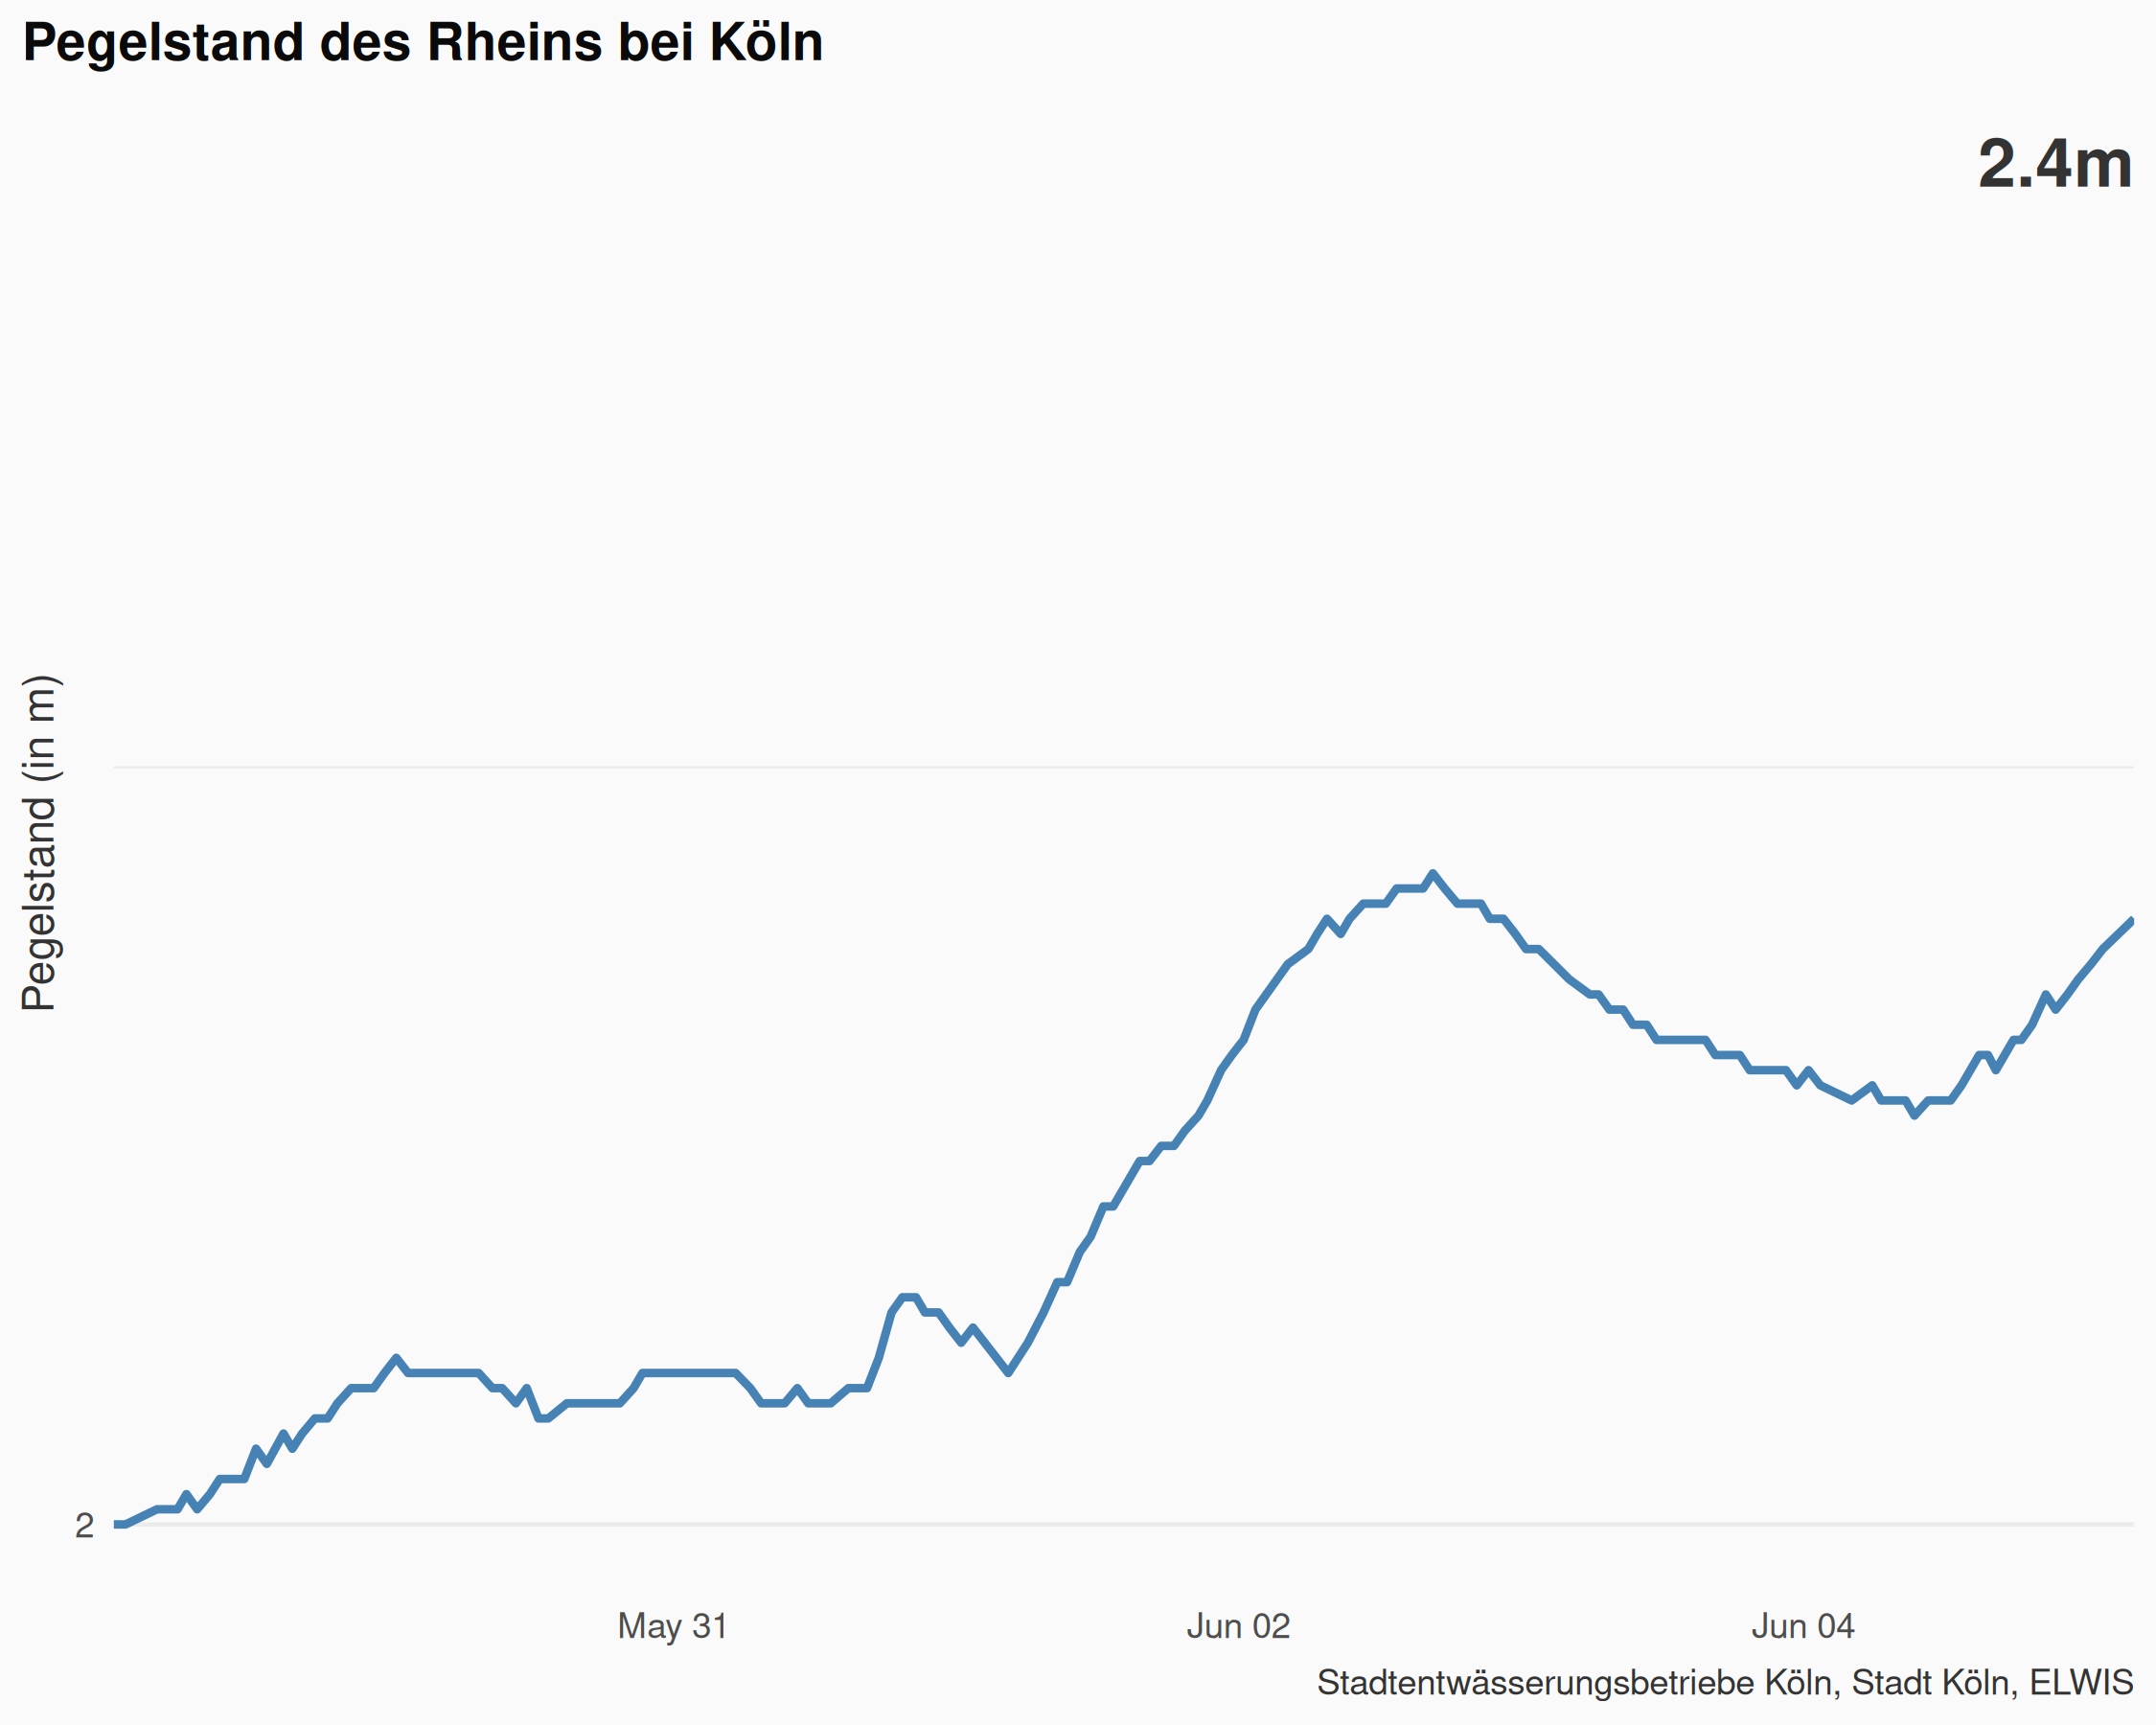 Pegelstand des Rheins bei Köln
2.4m
Pegelstand (in m)
2
May 31
Jun 02
Jun 04
Stadtentwässerungsbetriebe Köln, Stadt Köln, ELWIS